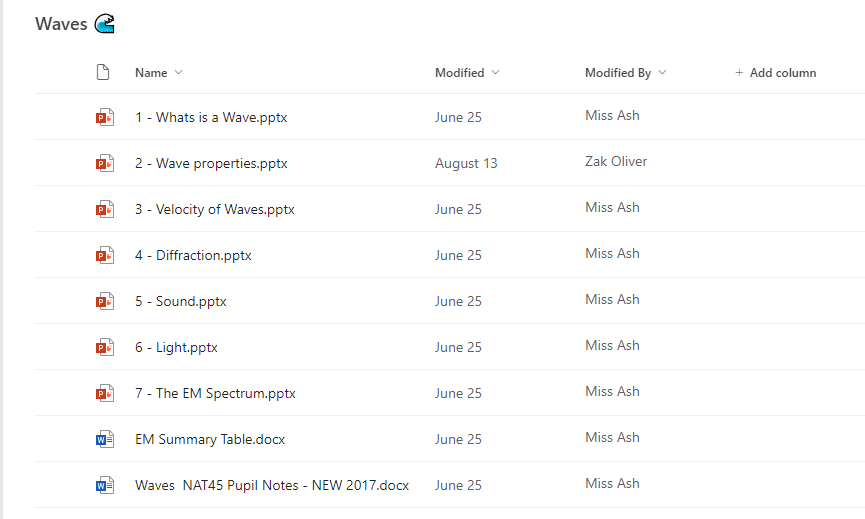 Waves
Name Modified Modified By + Add column
1 - Whats is a Wave.pptx June 25 Miss Ash
2 - Wave properties.pptx August 13 Zak Oliver
3 - Velocity of Waves.pptx June 25 Miss Ash
4 - Diffraction.pptx June 25 Miss Ash
5 - Sound.pptx June 25 Miss Ash
6 - Light.pptx June 25 Miss Ash
7 - The EM Spectrum.pptx June 25 Miss Ash
EM Summary Table.docx June 25 Miss Ash
Waves  NAT45 Pupil Notes - NEW 2017.docx June 25 Miss Ash